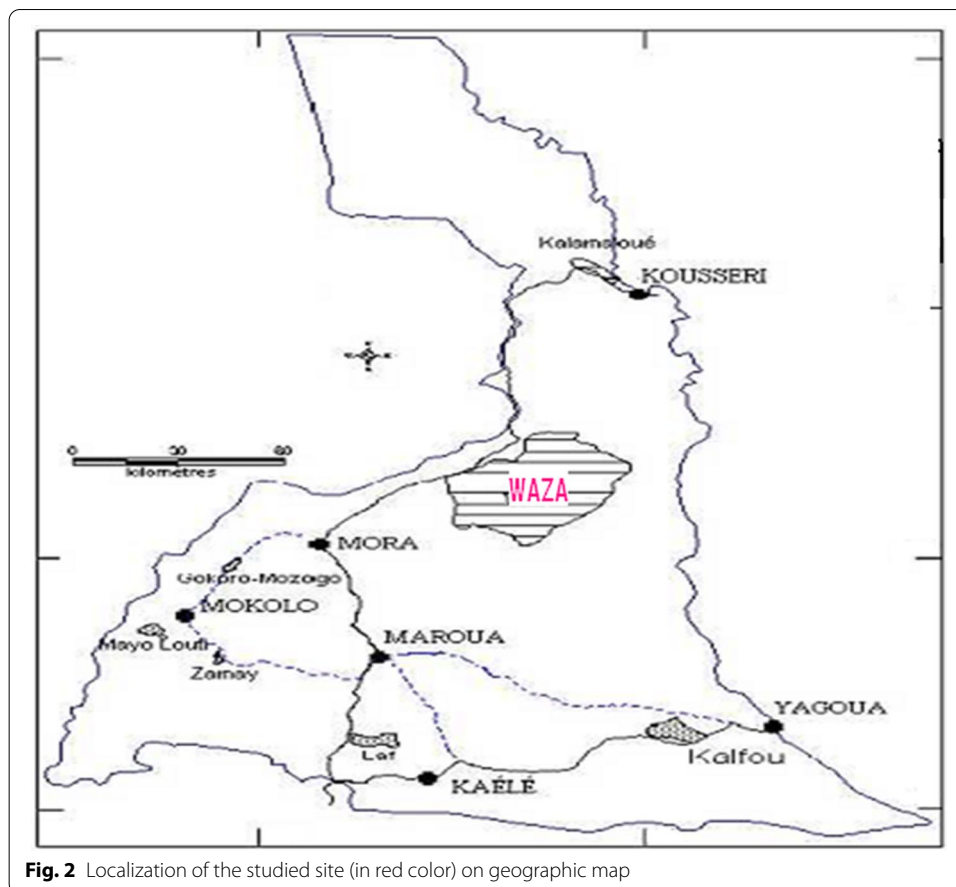 Kalamaloué
KOUSSERI
0 30 60
kilomètres
WAZA
MORA
Gokoro-Mozogo
MOKOLO
Mayo Louti
MAROUA
Zamay
YAGOUA
Laf
Kalfou
KAÉLÉ
Fig. 2 Localization of the studied site (in red color) on geographic map